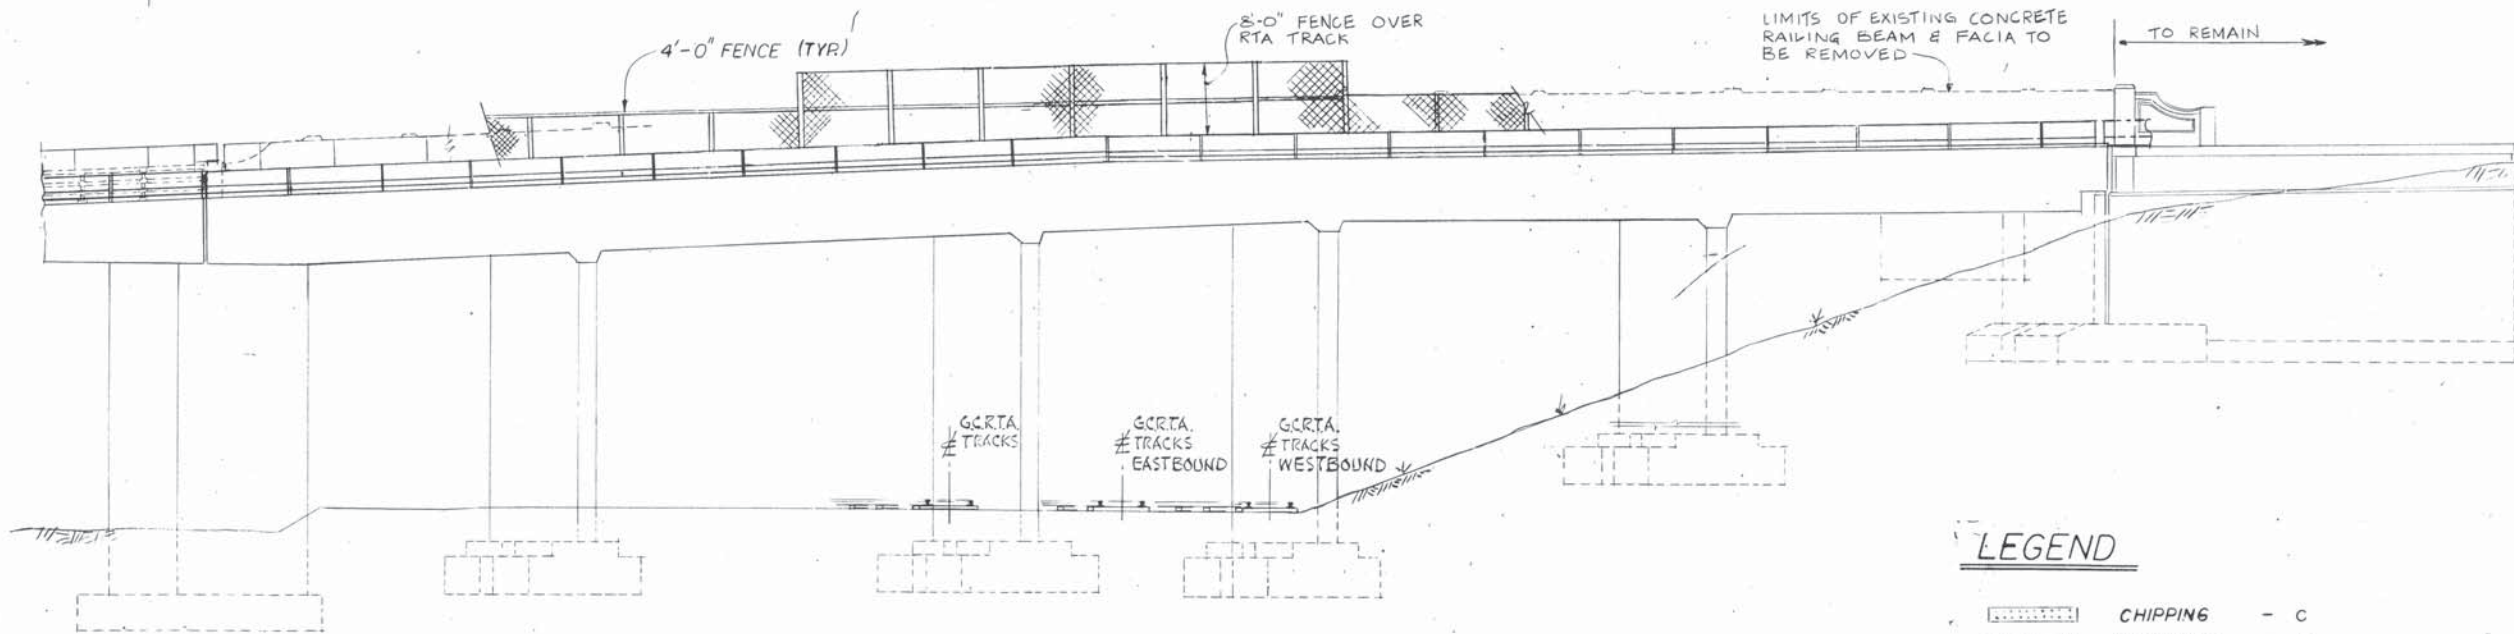 4'-0" FENCE (TYP.)
8'-0" FENCE OVER
RTA TRACK
LIMITS OF EXISTING CONCRETE
RAILING BEAM & FACIA TO
BE REMOVED
TO REMAIN
G.C.R.T.A.
TRACKS
G.C.R.T.A.
TRACKS
EASTBOUND
G.C.R.T.A.
TRACKS
WESTBOUND
LEGEND
CHIPPING - C